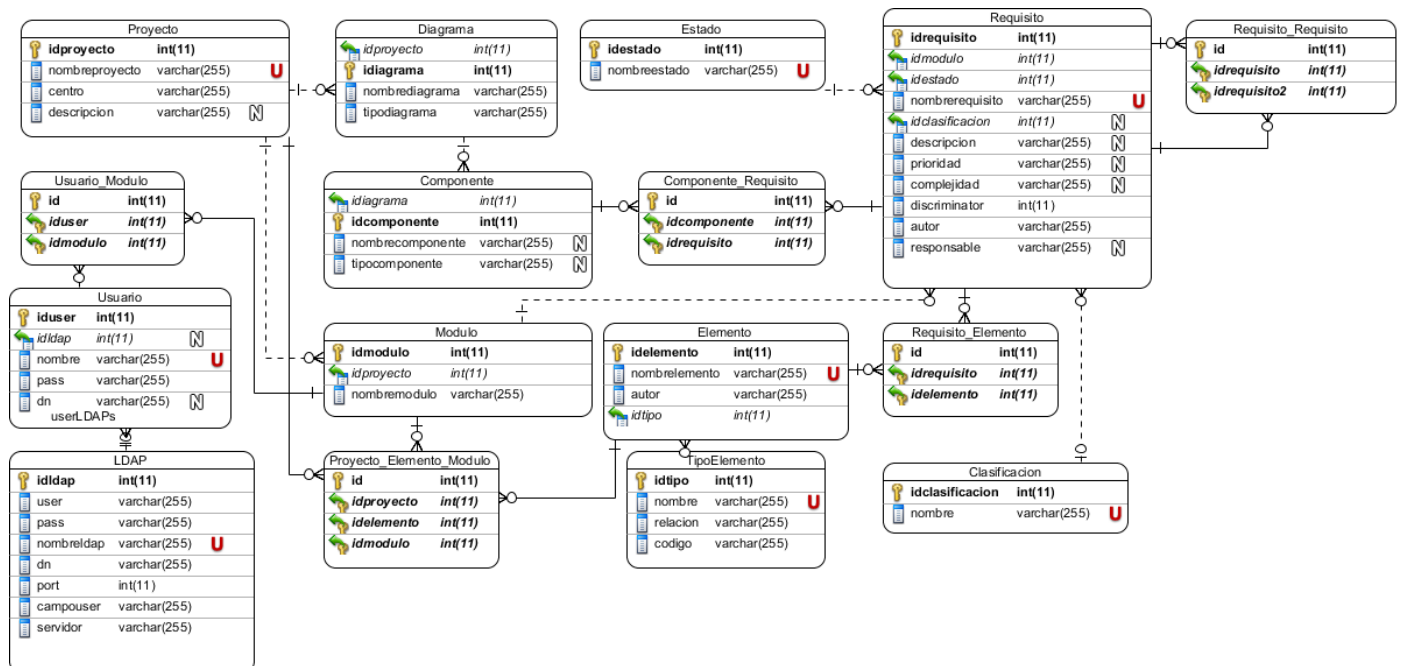 Proyecto
idproyecto int(11)
nombreproyecto varchar(255) U
centro varchar(255)
descripcion varchar(255) N
Diagrama
idproyecto int(11)
idiagrama int(11)
nombrediagrama varchar(255)
tipodiagrama varchar(255)
Estado
idestado int(11)
nombreestado varchar(255) U
Requisito
idrequisito int(11)
idmodulo int(11)
idestado int(11)
nombrerequisito varchar(255) U
idclasificacion int(11) N
descripcion varchar(255) N
prioridad varchar(255) N
complejidad varchar(255) N
discriminator int(11)
autor varchar(255)
responsable varchar(255) N
Requisito_Requisito
id int(11)
idrequisito int(11)
idrequisito2 int(11)
Usuario_Modulo
id int(11)
iduser int(11)
idmodulo int(11)
Componente
idiagrama int(11)
idcomponente int(11)
nombrecomponente varchar(255) N
tipocomponente varchar(255) N
Componente_Requisito
id int(11)
idcomponente int(11)
idrequisito int(11)
Usuario
iduser int(11)
idldap int(11) N
nombre varchar(255) U
pass varchar(255)
dn varchar(255) N
userLDAPs
Modulo
idmodulo int(11)
idproyecto int(11)
nombremodulo varchar(255)
Elemento
idelemento int(11)
nombrelemento varchar(255) U
autor varchar(255)
idtipo int(11)
Requisito_Elemento
id int(11)
idrequisito int(11)
idelemento int(11)
LDAP
idldap int(11)
user varchar(255)
pass varchar(255)
nombreldap varchar(255) U
dn varchar(255)
port int(11)
campouser varchar(255)
servidor varchar(255)
Proyecto_Elemento_Modulo
id int(11)
idproyecto int(11)
idelemento int(11)
idmodulo int(11)
TipoElemento
idtipo int(11)
nombre varchar(255) U
relacion varchar(255)
codigo varchar(255)
Clasificacion
idclasificacion int(11)
nombre varchar(255) U